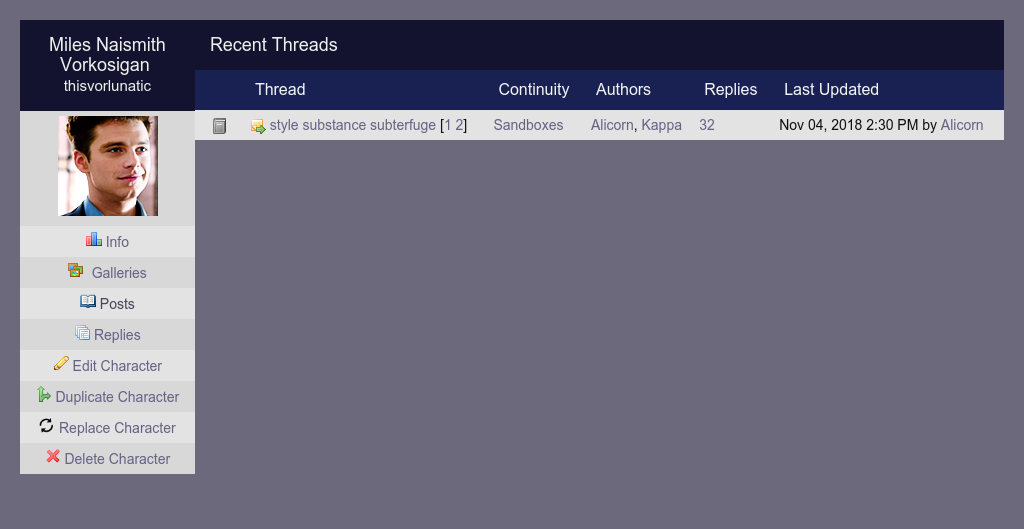 Miles Naismith
Vorkosigan
thisvorlunatic
Info
Galleries
Posts
Replies
Edit Character
Duplicate Character
Replace Character
Delete Character
Recent Threads
Thread Continuity Authors Replies Last Updated
style substance subterfuge [1 2] Sandboxes Alicorn, Kappa 32 Nov 04, 2018 2:30 PM by Alicorn